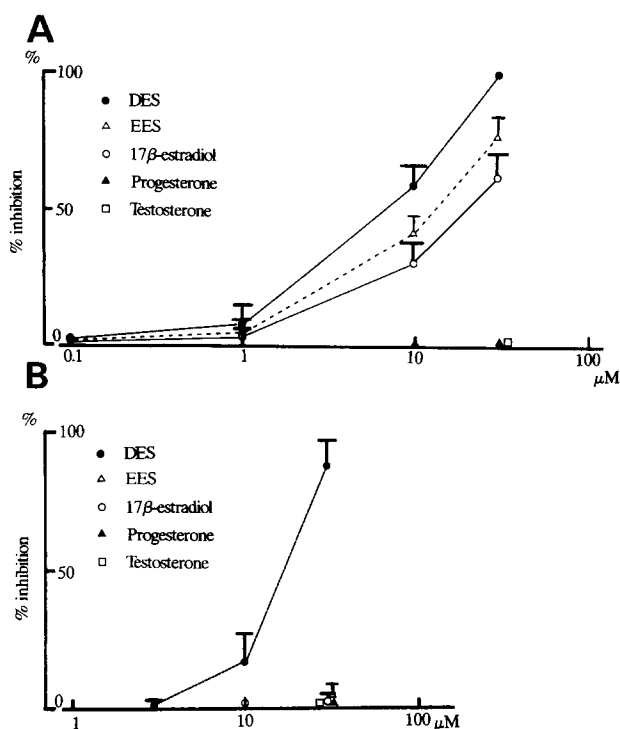 A
%
100
DES
EES
17β-estradiol
Progesterone
Testosterone
50
% inhibition
0
0.1 1 10 100
μM
B
%
100
DES
EES
17β-estradiol
Progesterone
Testosterone
50
% inhibition
0
1 10 100 μM